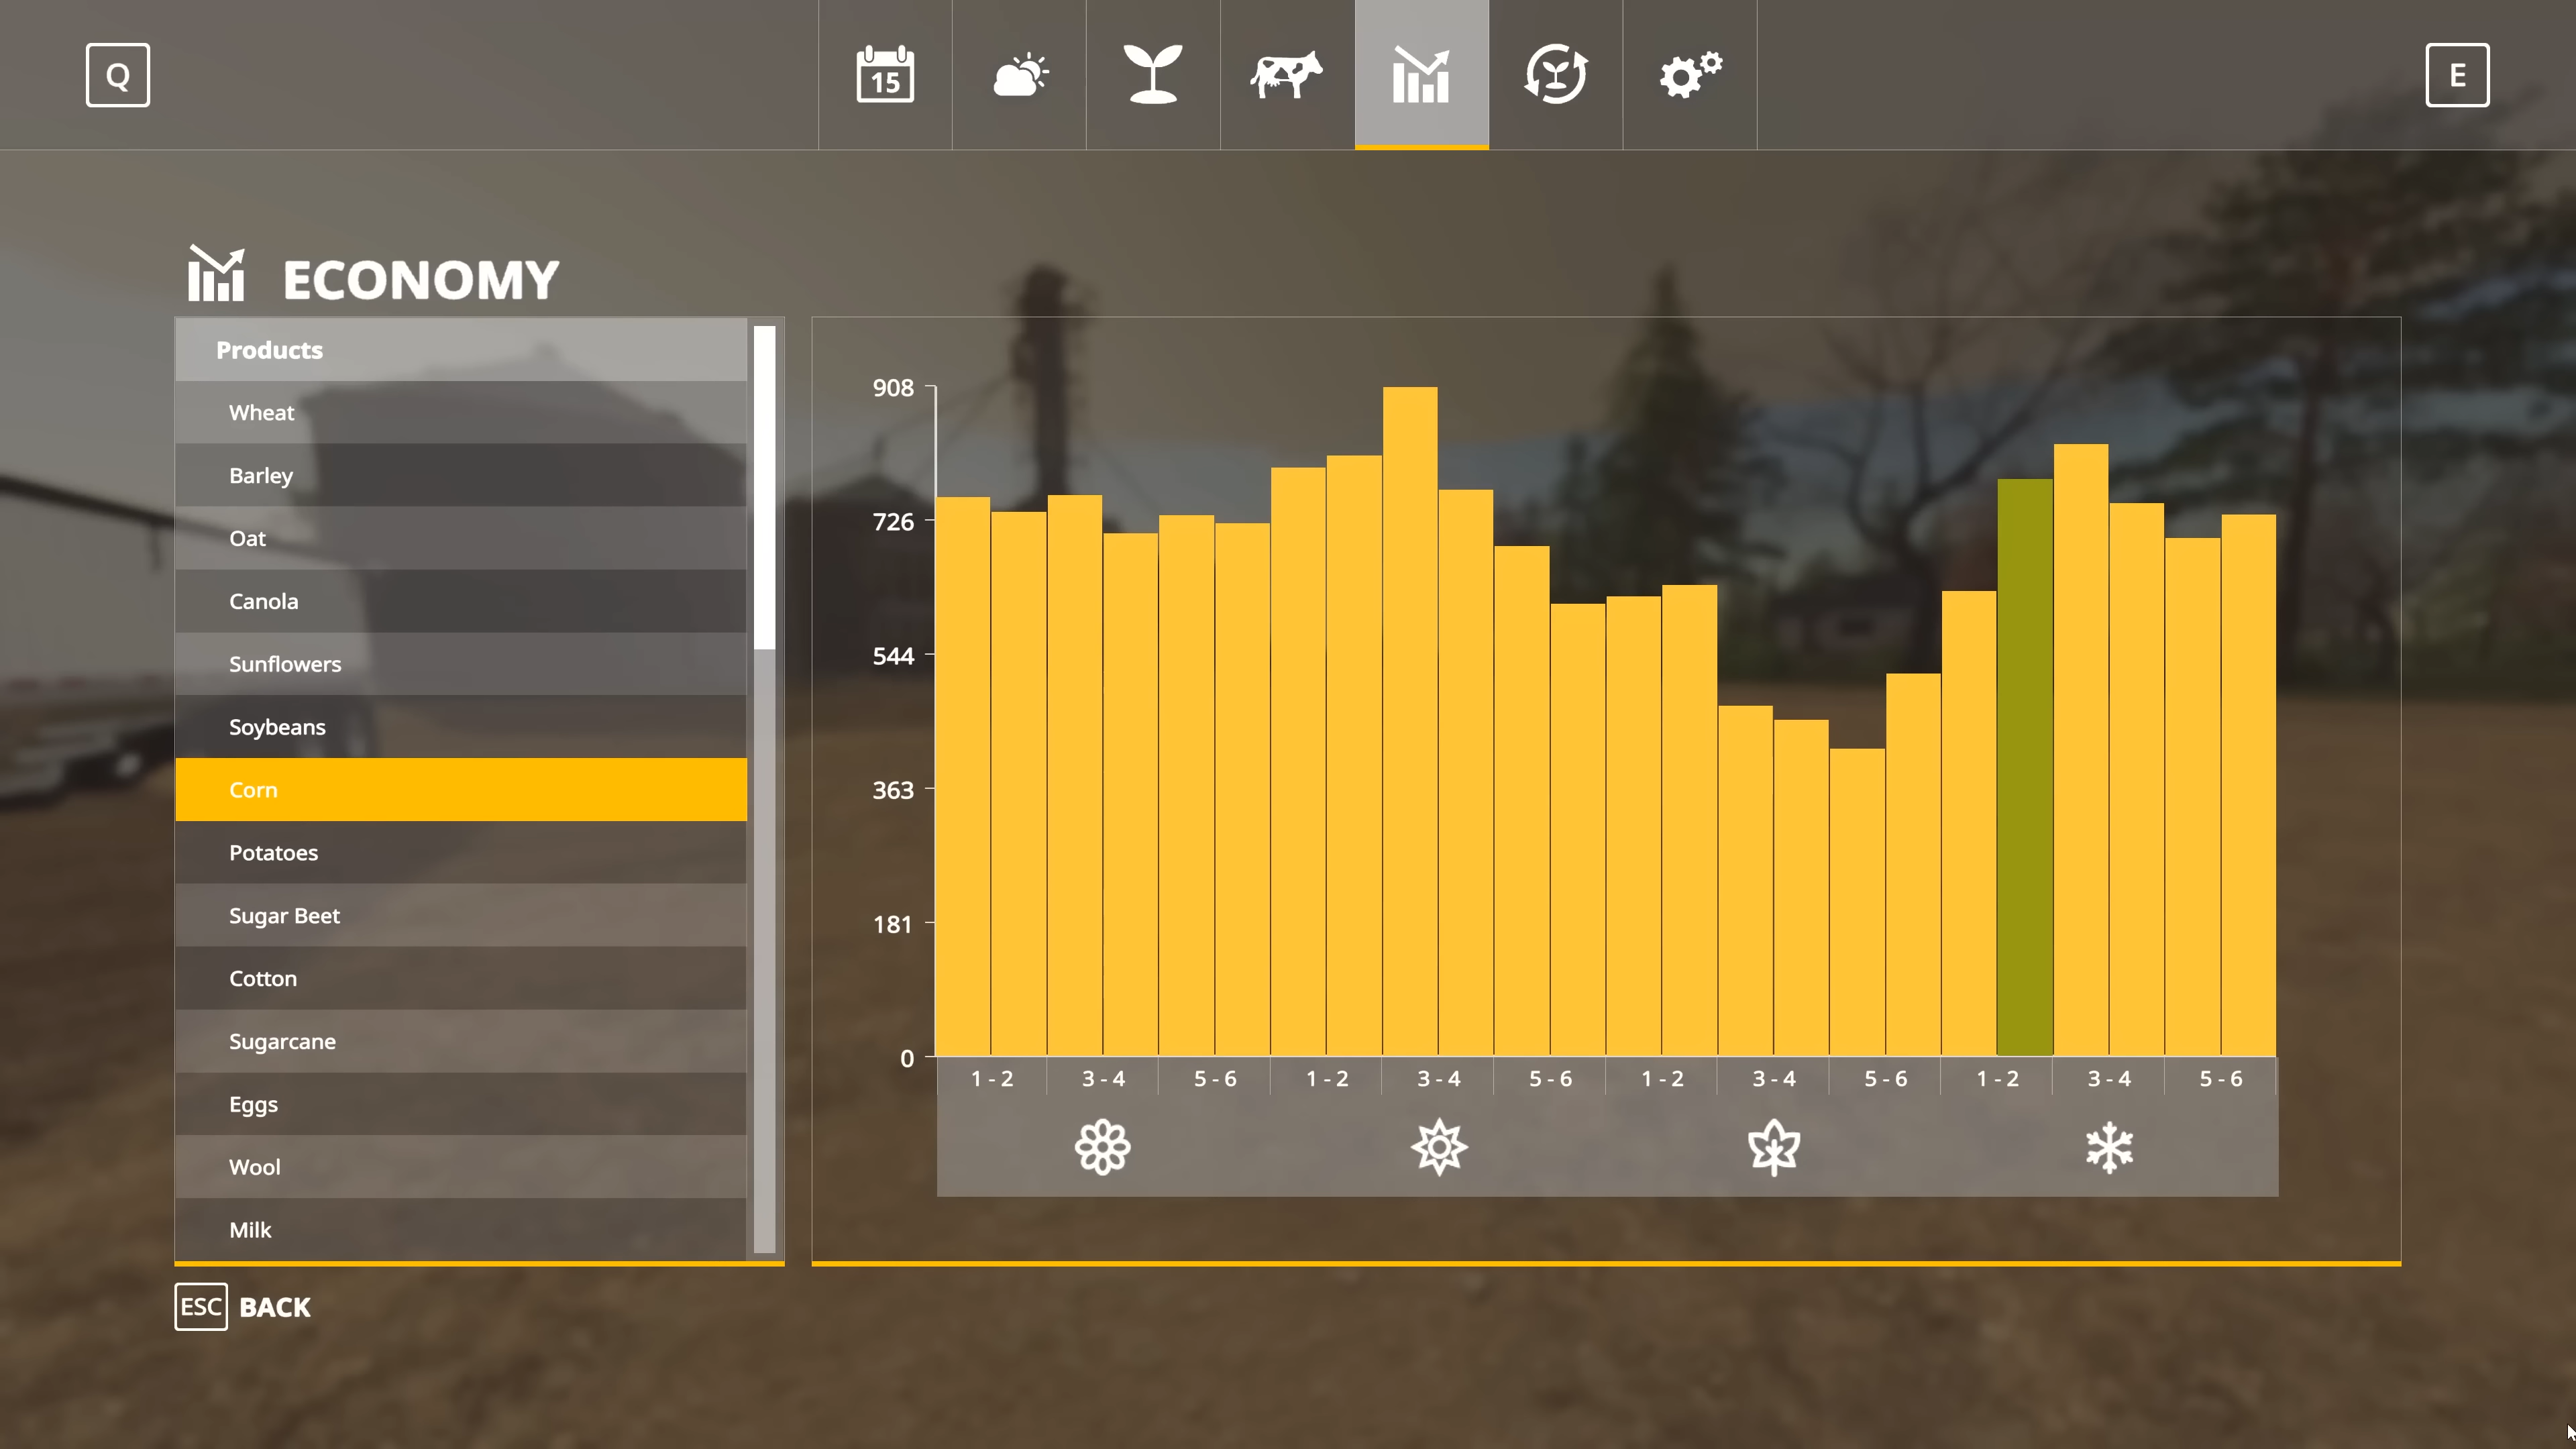 Q
15
E
ECONOMY
Products
Wheat
Barley
Oat
Canola
Sunflowers
Soybeans
Corn
Potatoes
Sugar Beet
Cotton
Sugarcane
Eggs
Wool
Milk
908
726
544
363
181
0
1 - 2 3 - 4 5 - 6 1 - 2 3 - 4 5 - 6 1 - 2 3 - 4 5 - 6 1 - 2 3 - 4 5 - 6
ESC BACK